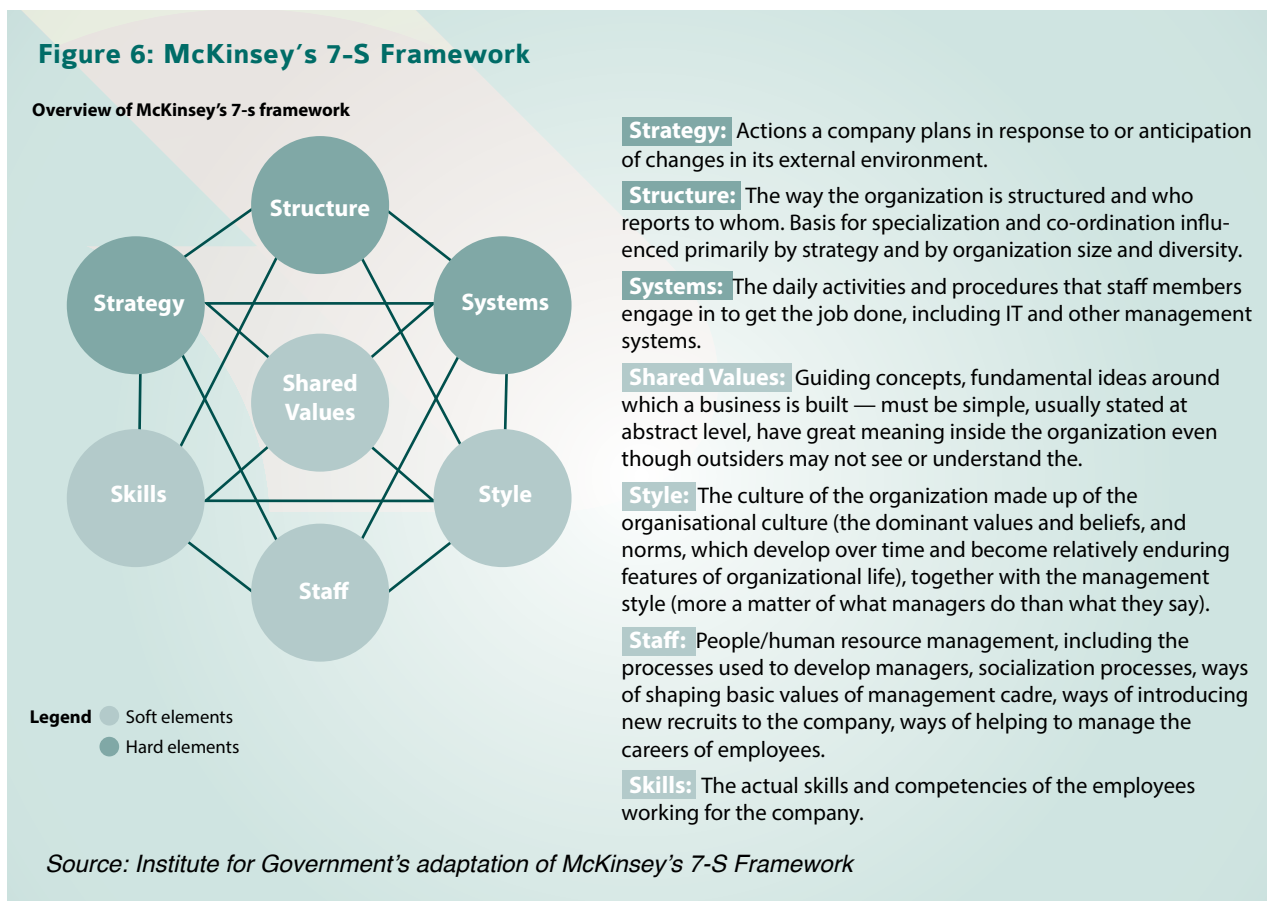 Figure 6: McKinsey's 7-S Framework
Overview of McKinsey's 7-s framework
Structure
Strategy
Systems
Shared
Values
Skills
Style
Staff
Legend
Soft elements
Hard elements
Strategy: Actions a company plans in response to or anticipation
of changes in its external environment.
Structure: The way the organization is structured and who
reports to whom. Basis for specialization and co-ordination influ-
enced primarily by strategy and by organization size and diversity.
Systems: The daily activities and procedures that staff members
engage in to get the job done, including IT and other management
systems.
Shared Values: Guiding concepts, fundamental ideas around
which a business is built — must be simple, usually stated at
abstract level, have great meaning inside the organization even
though outsiders may not see or understand the.
Style: The culture of the organization made up of the
organisational culture (the dominant values and beliefs, and
norms, which develop over time and become relatively enduring
features of organizational life), together with the management
style (more a matter of what managers do than what they say).
Staff: People/human resource management, including the
processes used to develop managers, socialization processes, ways
of shaping basic values of management cadre, ways of introducing
new recruits to the company, ways of helping to manage the
careers of employees.
Skills: The actual skills and competencies of the employees
working for the company.
Source: Institute for Government's adaptation of McKinsey's 7-S Framework